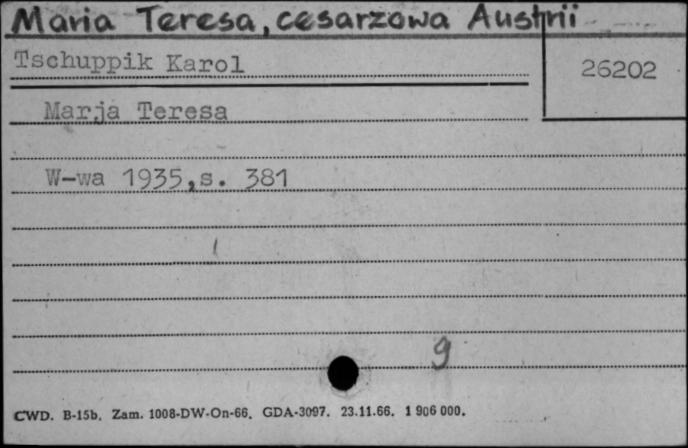 Maria Teresa, cesarzowa Austrii
Tschuppik Karol
26202
Marja Teresa
W-wa 1935, s. 381
9
CWD. B-15b. Zam. 1008-DW-On-66. GDA-3097. 23.11.66. 1 906 000.